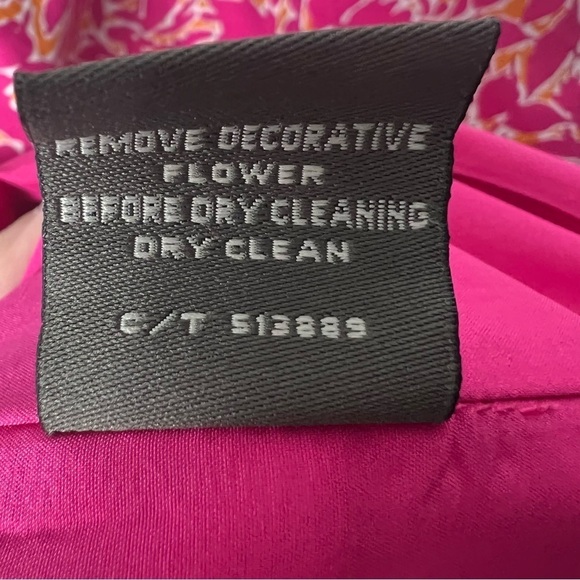 REMOVE DECORATIVE
FLOWER
BEFORE DRY CLEANING
DRY CLEAN
C/T 513889